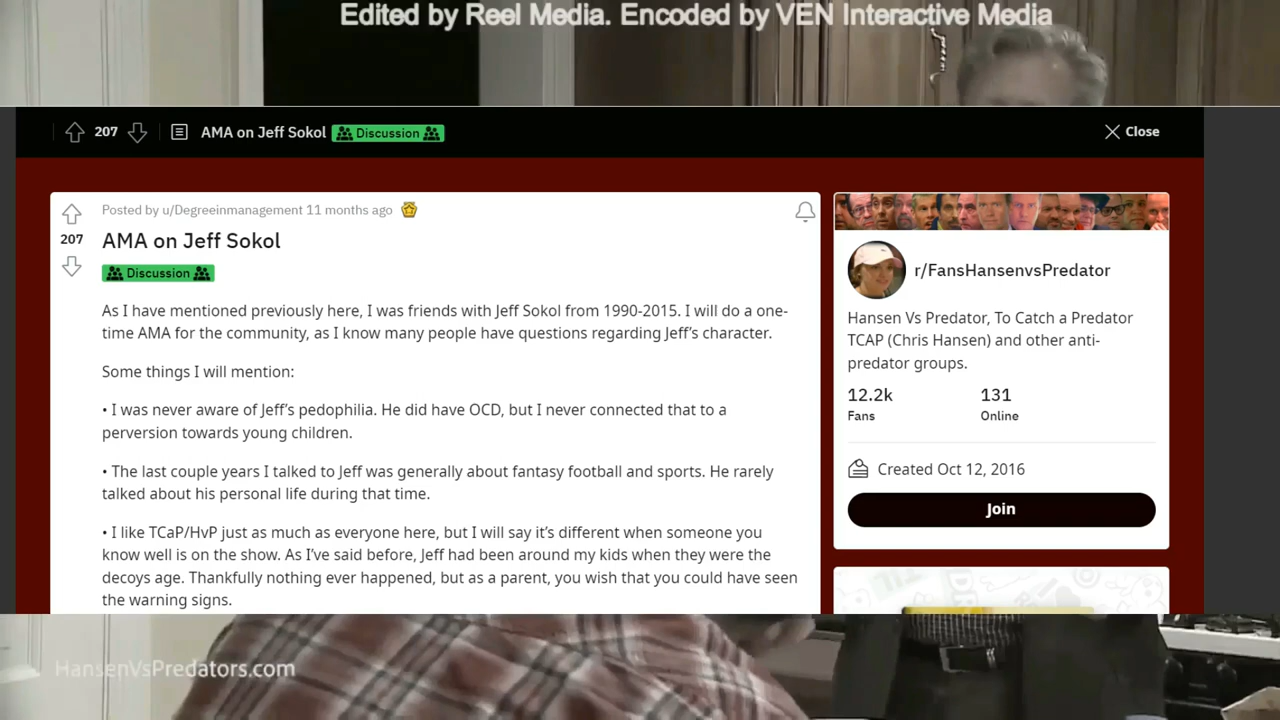 Edited by Reel Media. Encoded by VEN Interactive Media
207 AMA on Jeff Sokol Discussion
Close
Posted by u/Degreeinmanagement 11 months ago
207
AMA on Jeff Sokol
Discussion
As I have mentioned previously here, I was friends with Jeff Sokol from 1990-2015. I will do a one-
time AMA for the community, as I know many people have questions regarding Jeff’s character.
Some things I will mention:
• I was never aware of Jeff’s pedophilia. He did have OCD, but I never connected that to a
perversion towards young children.
• The last couple years I talked to Jeff was generally about fantasy football and sports. He rarely
talked about his personal life during that time.
• I like TCaP/HvP just as much as everyone here, but I will say it’s different when someone you
know well is on the show. As I’ve said before, Jeff had been around my kids when they were the
decoys age. Thankfully nothing ever happened, but as a parent, you wish that you could have seen
the warning signs.
r/FansHansenvsPredator
Hansen Vs Predator, To Catch a Predator
TCAP (Chris Hansen) and other anti-
predator groups.
12.2k 131
Fans Online
Created Oct 12, 2016
Join
HansenVsPredators.com